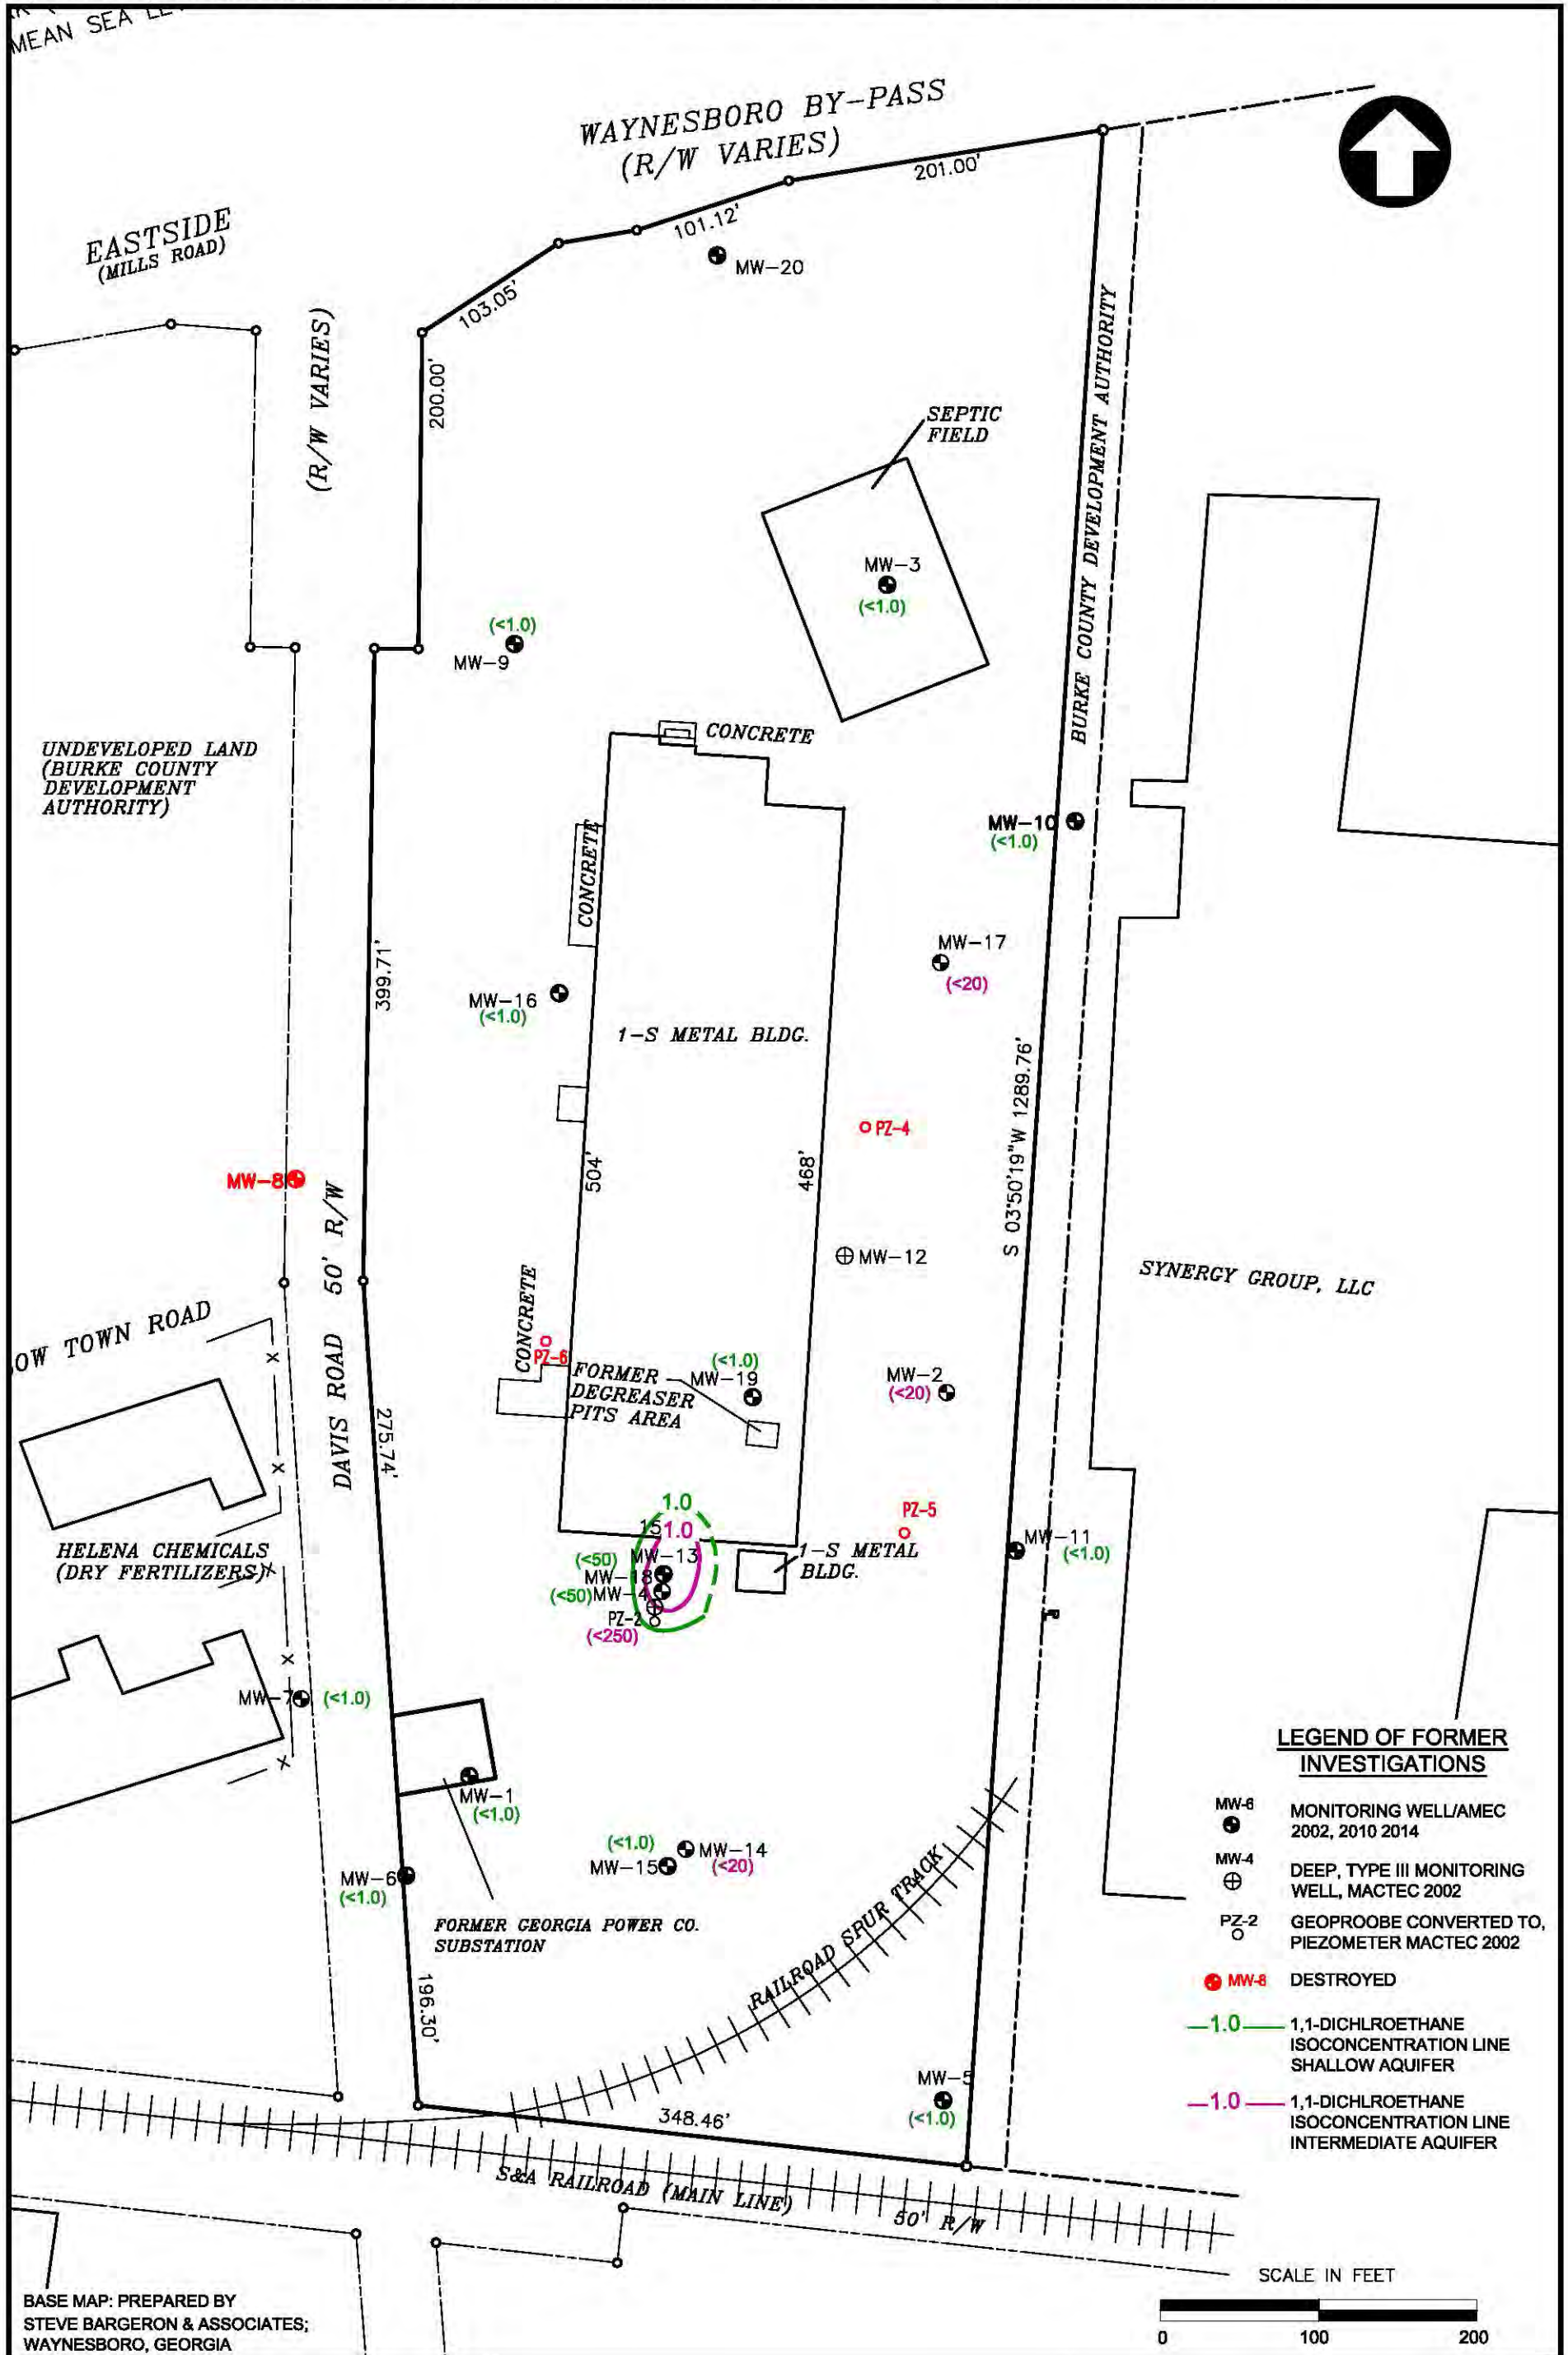 MEAN SEA LE
WAYNESBORO BY-PASS
(R/W VARIES)
201.00'
101.12'
MW-20
EASTSIDE
(MILLS ROAD)
103.05'
(R/W VARIES)
200.00'
SEPTIC
FIELD
BURKE COUNTY DEVELOPMENT AUTHORITY
MW-3
(<1.0)
(<1.0)
MW-9
CONCRETE
UNDEVELOPED LAND
(BURKE COUNTY
DEVELOPMENT
AUTHORITY)
MW-10
(<1.0)
CONCRETE
399.71'
MW-17
(<20)
MW-16
(<1.0)
1-S METAL BLDG.
S 03°50'19"W 1289.76'
PZ-4
504'
468'
MW-8
DAVIS ROAD 50' R/W
MW-12
SYNERGY GROUP, LLC
OW TOWN ROAD
CONCRETE
PZ-6
FORMER
DEGREASER
PITS AREA
(<1.0)
MW-19
MW-2
(<20)
275.74'
1.0
151.0
PZ-5
MW-11
(<1.0)
1-S METAL
BLDG.
HELENA CHEMICALS
(DRY FERTILIZERS)
(<50) MW-13
MW-18
(<50)MW-4
PZ-2
(<250)
MW-7 (<1.0)
MW-1
(<1.0)
(<1.0)
MW-14
MW-15
(<20)
MW-6
(<1.0)
FORMER GEORGIA POWER CO.
SUBSTATION
RAILROAD SPUR TRACK
196.30'
MW-5
(<1.0)
348.46'
S&A RAILROAD (MAIN LINE)
50' R/W
LEGEND OF FORMER
INVESTIGATIONS
MW-6
MONITORING WELL/AMEC
2002, 2010 2014
MW-4
DEEP, TYPE III MONITORING
WELL, MACTEC 2002
PZ-2
GEOPROOBE CONVERTED TO,
PIEZOMETER MACTEC 2002
MW-8 DESTROYED
1.0
1,1-DICHLROETHANE
ISOCONCENTRATION LINE
SHALLOW AQUIFER
1.0
1,1-DICHLROETHANE
ISOCONCENTRATION LINE
INTERMEDIATE AQUIFER
SCALE IN FEET
0 100 200
BASE MAP: PREPARED BY
STEVE BARGERON & ASSOCIATES;
WAYNESBORO, GEORGIA